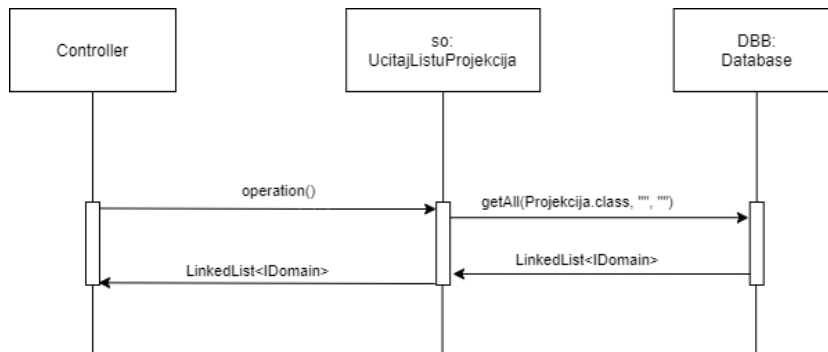 Controller
so:
UcitajListuProjekcija
DBB:
Database
operation()
getAll(Projekcija.class, "", "")
LinkedList<IDomain>
LinkedList<IDomain>